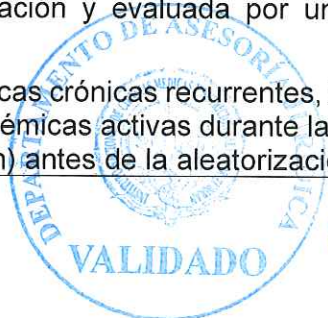 ación y evaluada por un
DEPARTAMENTO DE ASESORÍA JURÍDICA
cas crónicas recurrentes,
émicas activas durante la
) antes de la aleatorizació
VALIDADO